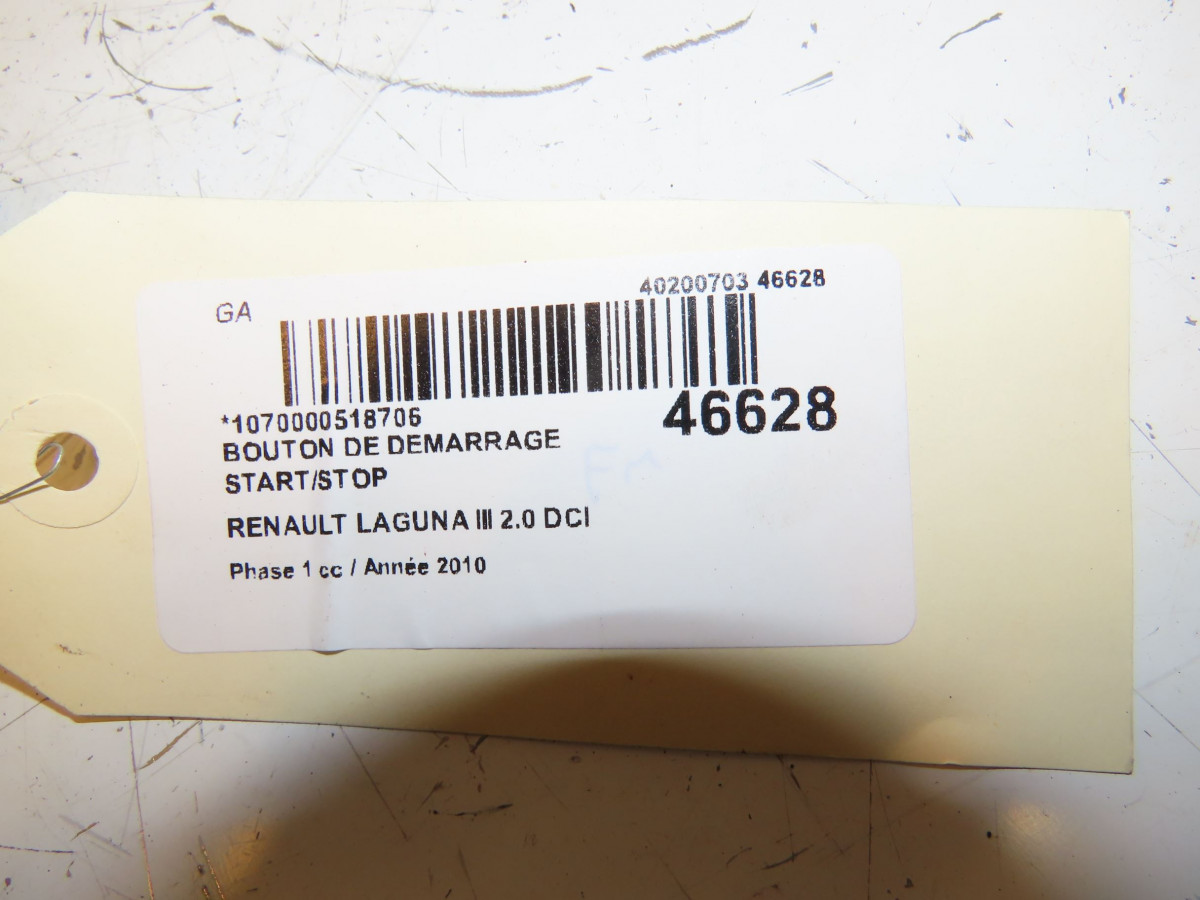 GA
40200703 46628
*1070000518706
46628
BOUTON DE DEMARRAGE
START/STOP
RENAULT LAGUNA III 2.0 DCI
Phase 1 cc / Année 2010